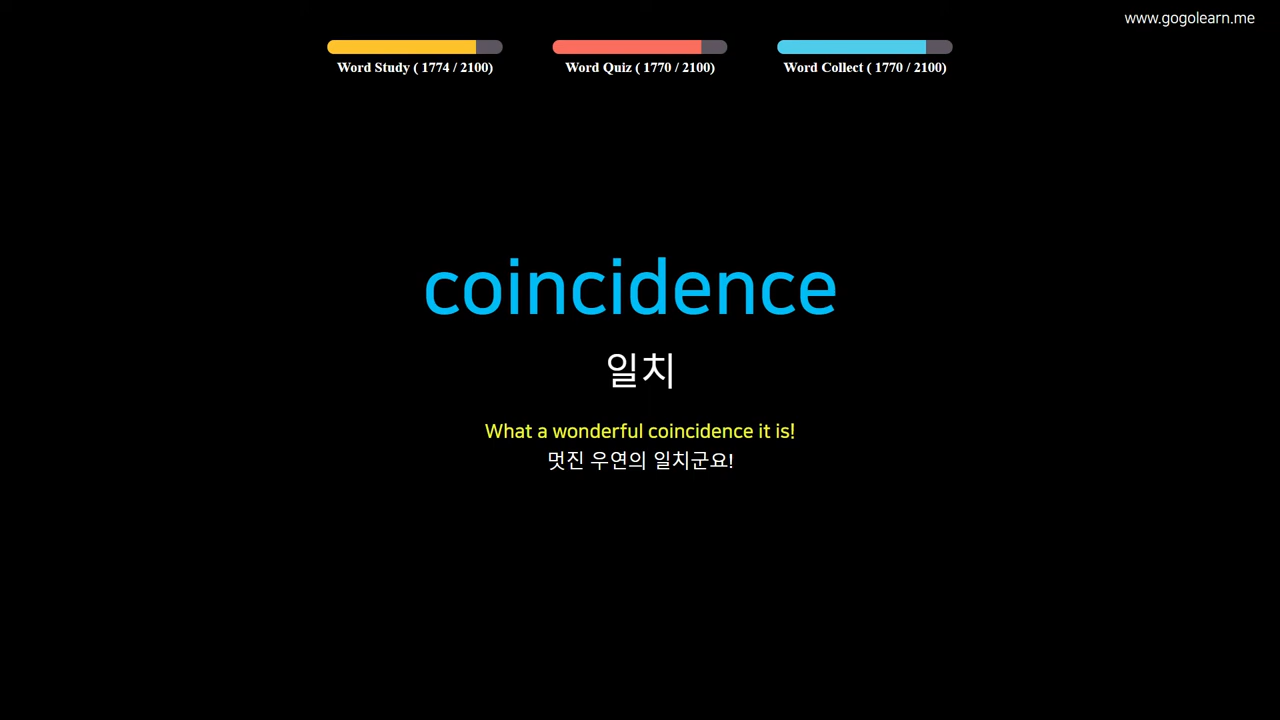 www.gogolearn.me
Word Study ( 1774 / 2100)
Word Quiz ( 1770 / 2100)
Word Collect ( 1770 / 2100)
coincidence
일치
What a wonderful coincidence it is!
멋진 우연의 일치군요!